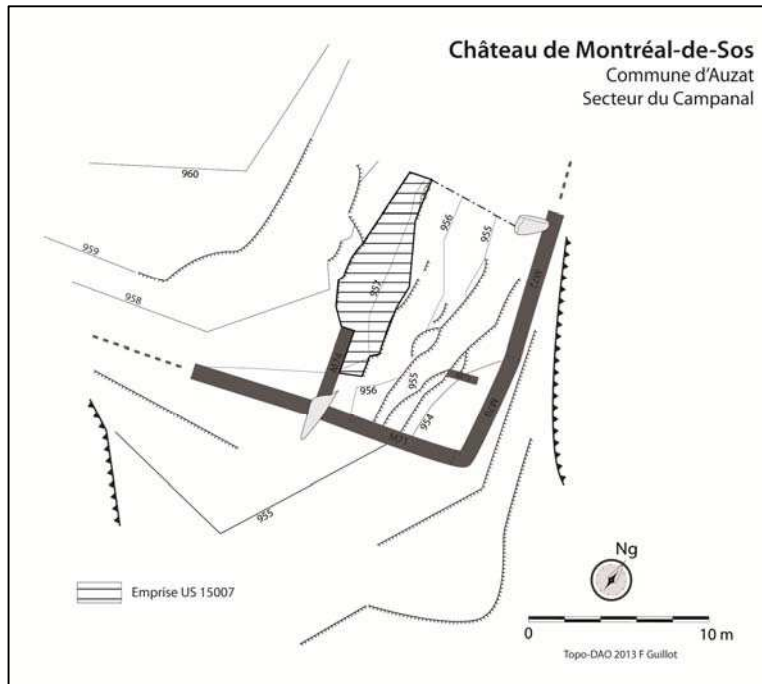 Château de Montréal-de-Sos
Commune d'Auzat
Secteur du Campanal
960
959
958
957
956
955
956
955
954
955
Emprise US 15007
Ng
0 10 m
Topo-DAO 2013 F Guillot